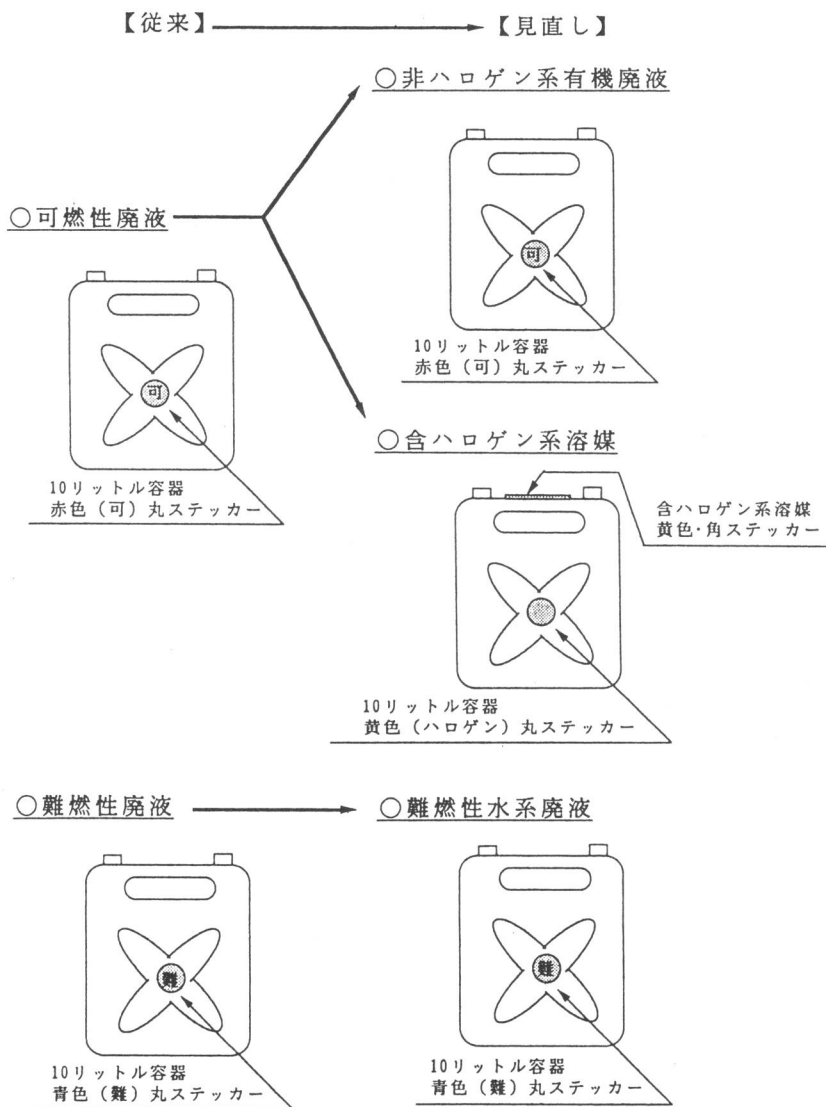 【従来】 【見直し】
○非ハロゲン系有機廃液
可
10リットル容器
赤色（可）丸ステッカー
○可燃性廃液
可
10リットル容器
赤色（可）丸ステッカー
○含ハロゲン系溶媒
含ハロゲン系溶媒
黄色・角ステッカー
10リットル容器
黄色（ハロゲン）丸ステッカー
○難燃性廃液
難
10リットル容器
青色（難）丸ステッカー
○難燃性水系廃液
難
10リットル容器
青色（難）丸ステッカー